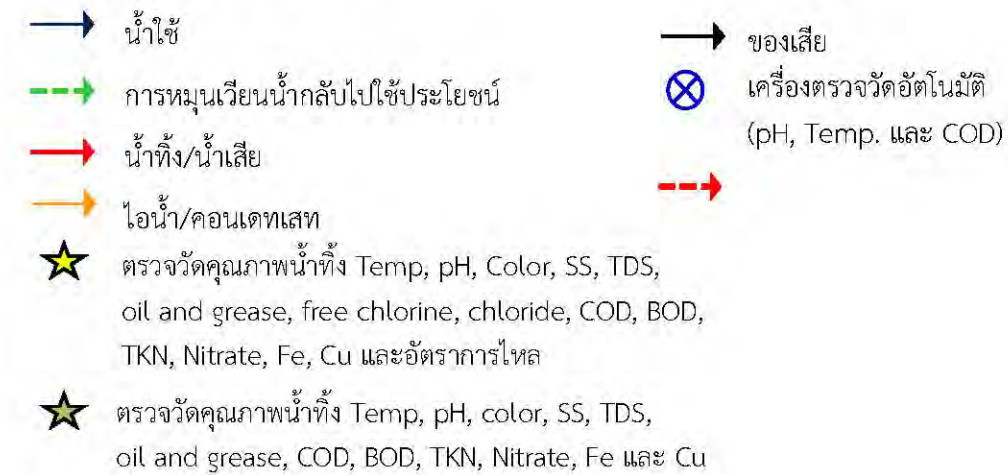 น้ำใช้
การหมุนเวียนน้ำกลับไปใช้ประโยชน์
น้ำทิ้ง/น้ำเสีย
ไอน้ำ/คอนเดทเสท
ตรวจวัดคุณภาพน้ำทิ้ง Temp, pH, Color, SS, TDS,
oil and grease, free chlorine, chloride, COD, BOD,
TKN, Nitrate, Fe, Cu และอัตราการไหล
ตรวจวัดคุณภาพน้ำทิ้ง Temp, pH, color, SS, TDS,
oil and grease, COD, BOD, TKN, Nitrate, Fe และ Cu
ของเสีย
เครื่องตรวจวัดอัตโนมัติ
(pH, Temp. และ COD)